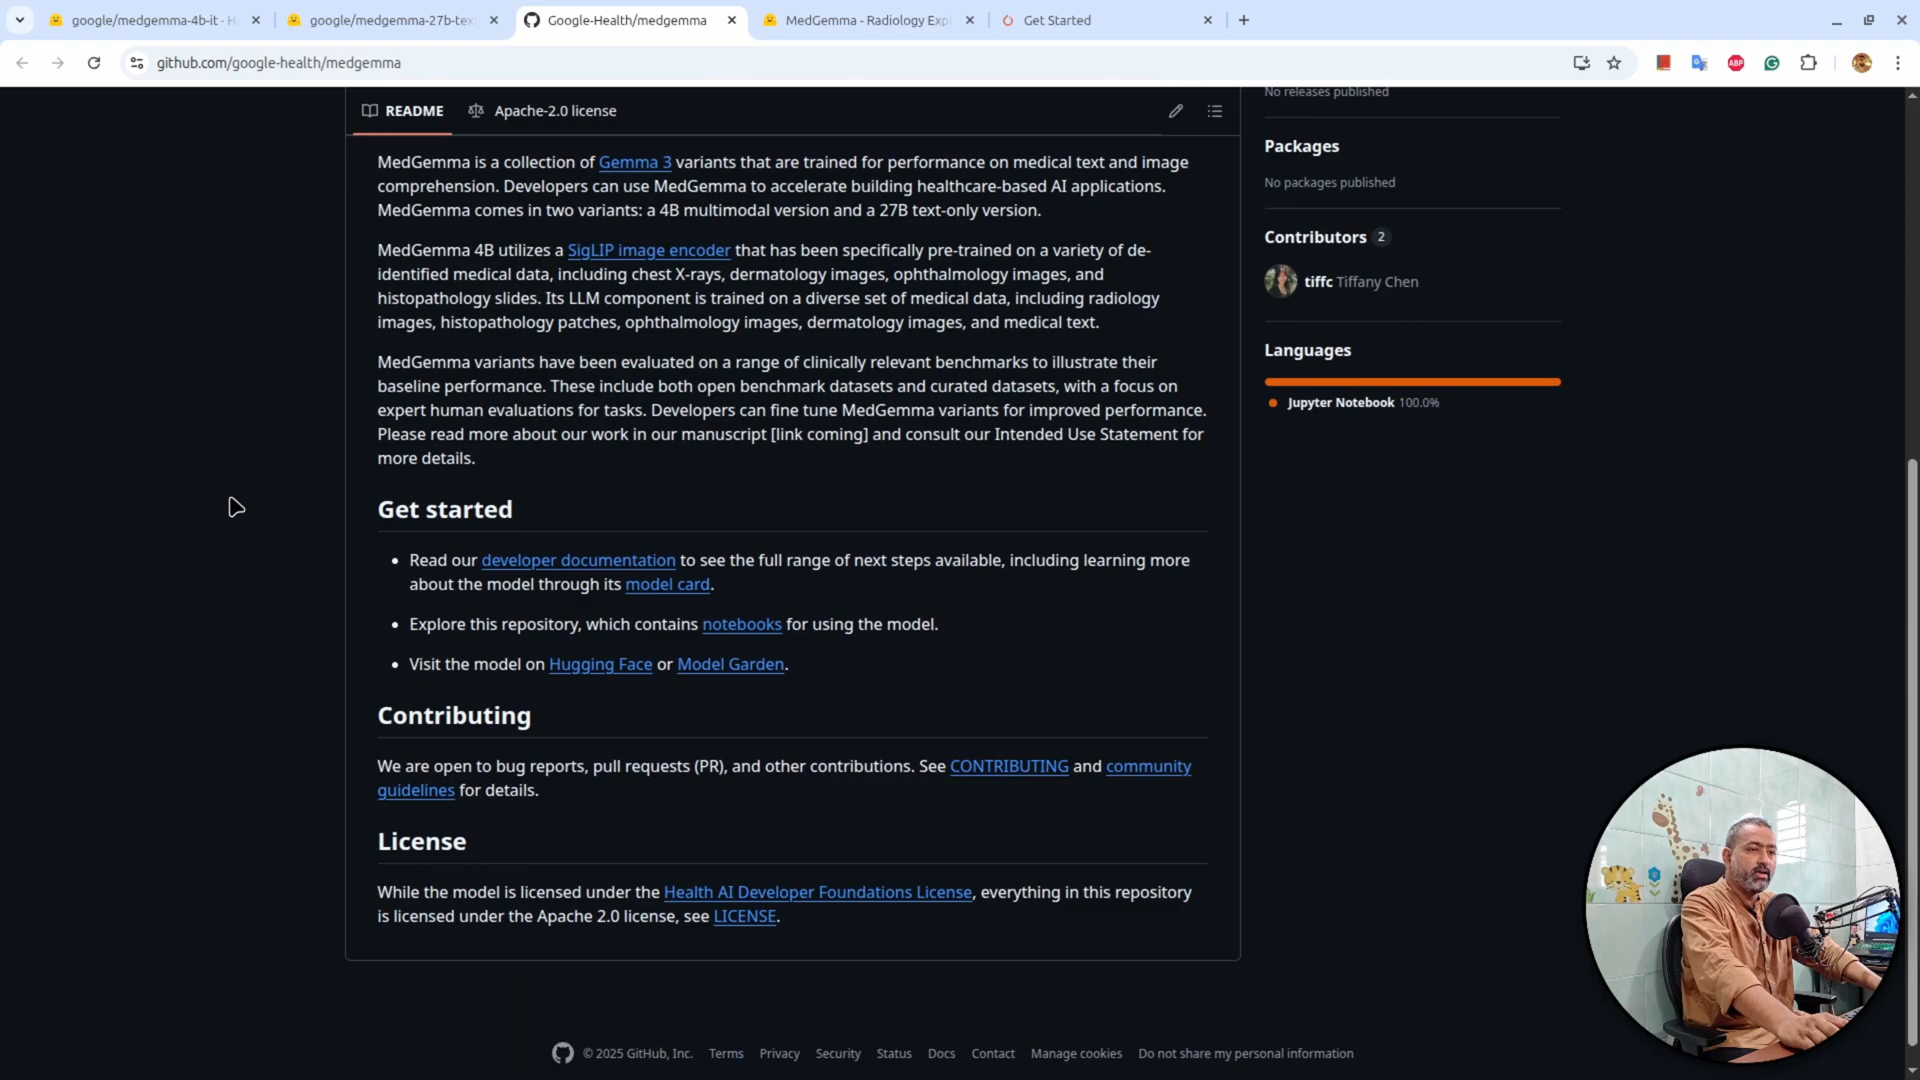 google/medgemma-4b-it · H
google/medgemma-27b-tex
Google-Health/medgemma
MedGemma - Radiology Expl
Get Started
github.com/google-health/medgemma
ABP
README
Apache-2.0 license
No releases published
MedGemma is a collection of Gemma 3 variants that are trained for performance on medical text and image
comprehension. Developers can use MedGemma to accelerate building healthcare-based AI applications.
MedGemma comes in two variants: a 4B multimodal version and a 27B text-only version.
MedGemma 4B utilizes a SigLIP image encoder that has been specifically pre-trained on a variety of de-
identified medical data, including chest X-rays, dermatology images, ophthalmology images, and
histopathology slides. Its LLM component is trained on a diverse set of medical data, including radiology
images, histopathology patches, ophthalmology images, dermatology images, and medical text.
MedGemma variants have been evaluated on a range of clinically relevant benchmarks to illustrate their
baseline performance. These include both open benchmark datasets and curated datasets, with a focus on
expert human evaluations for tasks. Developers can fine tune MedGemma variants for improved performance.
Please read more about our work in our manuscript [link coming] and consult our Intended Use Statement for
more details.
Get started
• Read our developer documentation to see the full range of next steps available, including learning more
about the model through its model card.
• Explore this repository, which contains notebooks for using the model.
• Visit the model on Hugging Face or Model Garden.
Contributing
We are open to bug reports, pull requests (PR), and other contributions. See CONTRIBUTING and community
guidelines for details.
License
While the model is licensed under the Health AI Developer Foundations License, everything in this repository
is licensed under the Apache 2.0 license, see LICENSE.
Packages
No packages published
Contributors 2
tiffc Tiffany Chen
Languages
Jupyter Notebook 100.0%
© 2025 GitHub, Inc. Terms Privacy Security Status Docs Contact Manage cookies Do not share my personal information